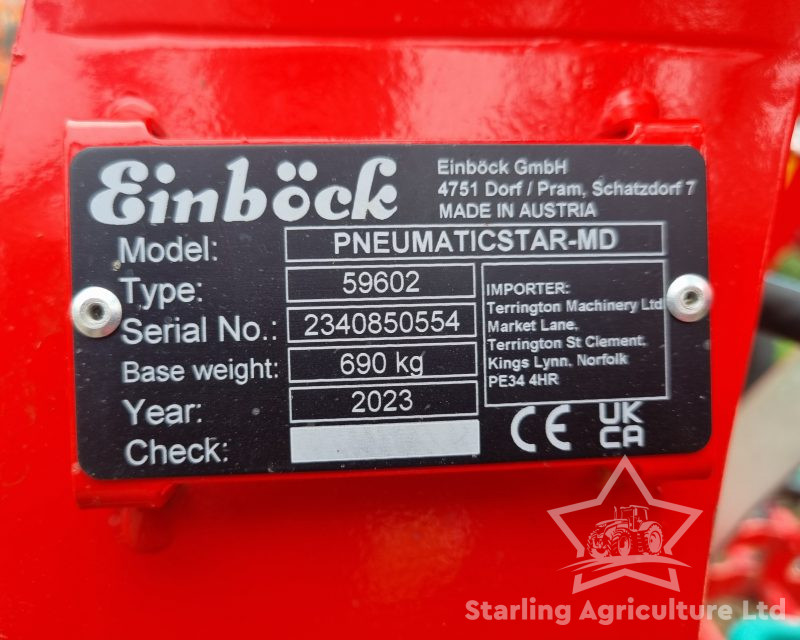 Einböck
Einböck GmbH
4751 Dorf / Pram, Schatzdorf 7
MADE IN AUSTRIA
Model: PNEUMATICSTAR-MD
Type: 59602
Serial No.: 2340850554
Base weight: 690 kg
Year: 2023
Check:
IMPORTER:
Terrington Machinery Ltd
Market Lane,
Terrington St Clement,
Kings Lynn, Norfolk
PE34 4HR
CE
UK
CA
Starling Agriculture Ltd